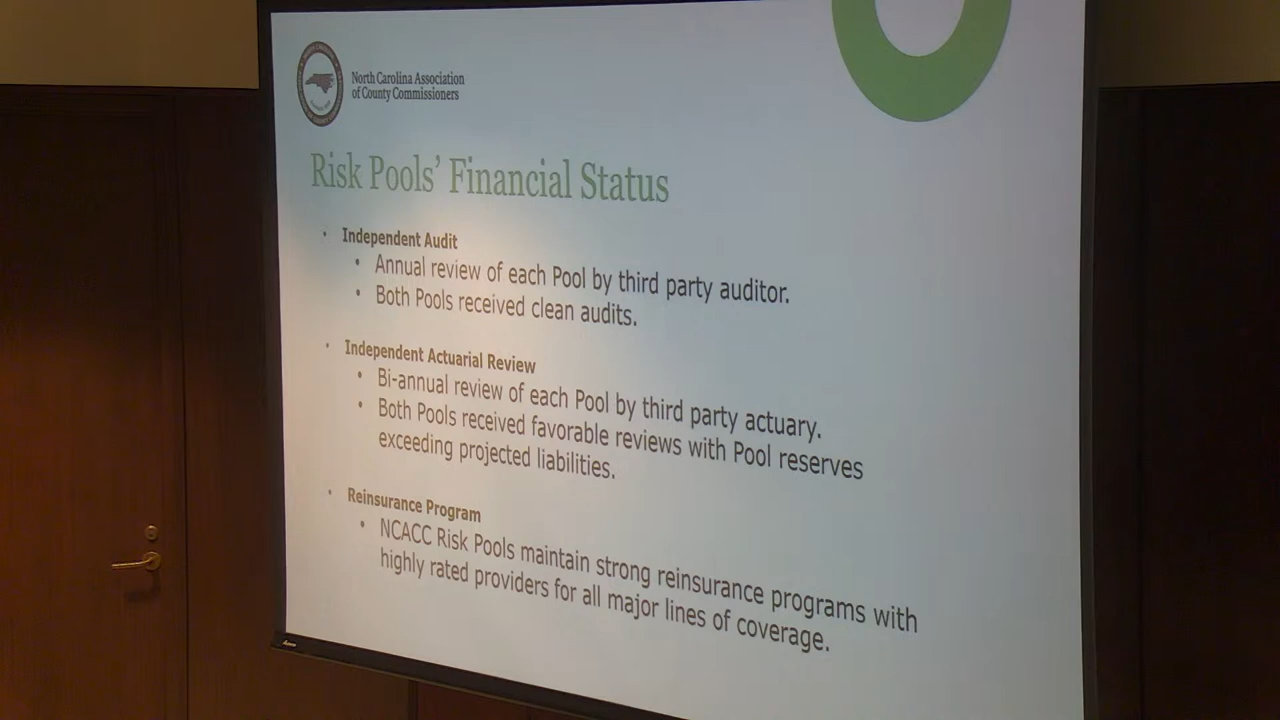 North Carolina Association
of County Commissioners
Risk Pools' Financial Status
• Independent Audit
• Annual review of each Pool by third party auditor.
• Both Pools received clean audits.
• Independent Actuarial Review
• Bi-annual review of each Pool by third party actuary.
• Both Pools received favorable reviews with Pool reserves
exceeding projected liabilities.
• Reinsurance Program
• NCACC Risk Pools maintain strong reinsurance programs with
highly rated providers for all major lines of coverage.